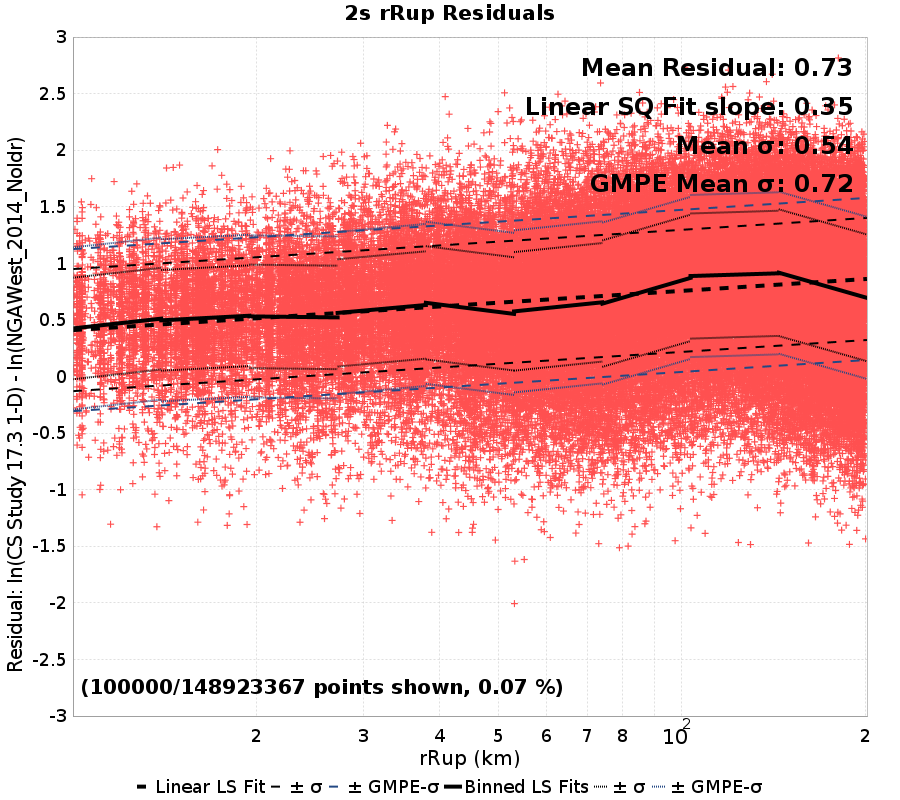 2s rRup Residuals
Mean Residual: 0.73
Linear SQ Fit slope: 0.35
Mean σ: 0.54
GMPE Mean σ: 0.72
3
2.5
2
1.5
1
0.5
0
-0.5
-1
-1.5
-2
-2.5
-3
Residual: ln(CS Study 17.3 1-D) - ln(NGAWest_2014_NoIdr)
(100000/148923367 points shown, 0.07 %)
2 3 4 5 6 7 8 10² 2
rRup (km)
Linear LS Fit ± σ ± GMPE-σ Binned LS Fits ± σ ± GMPE-σ